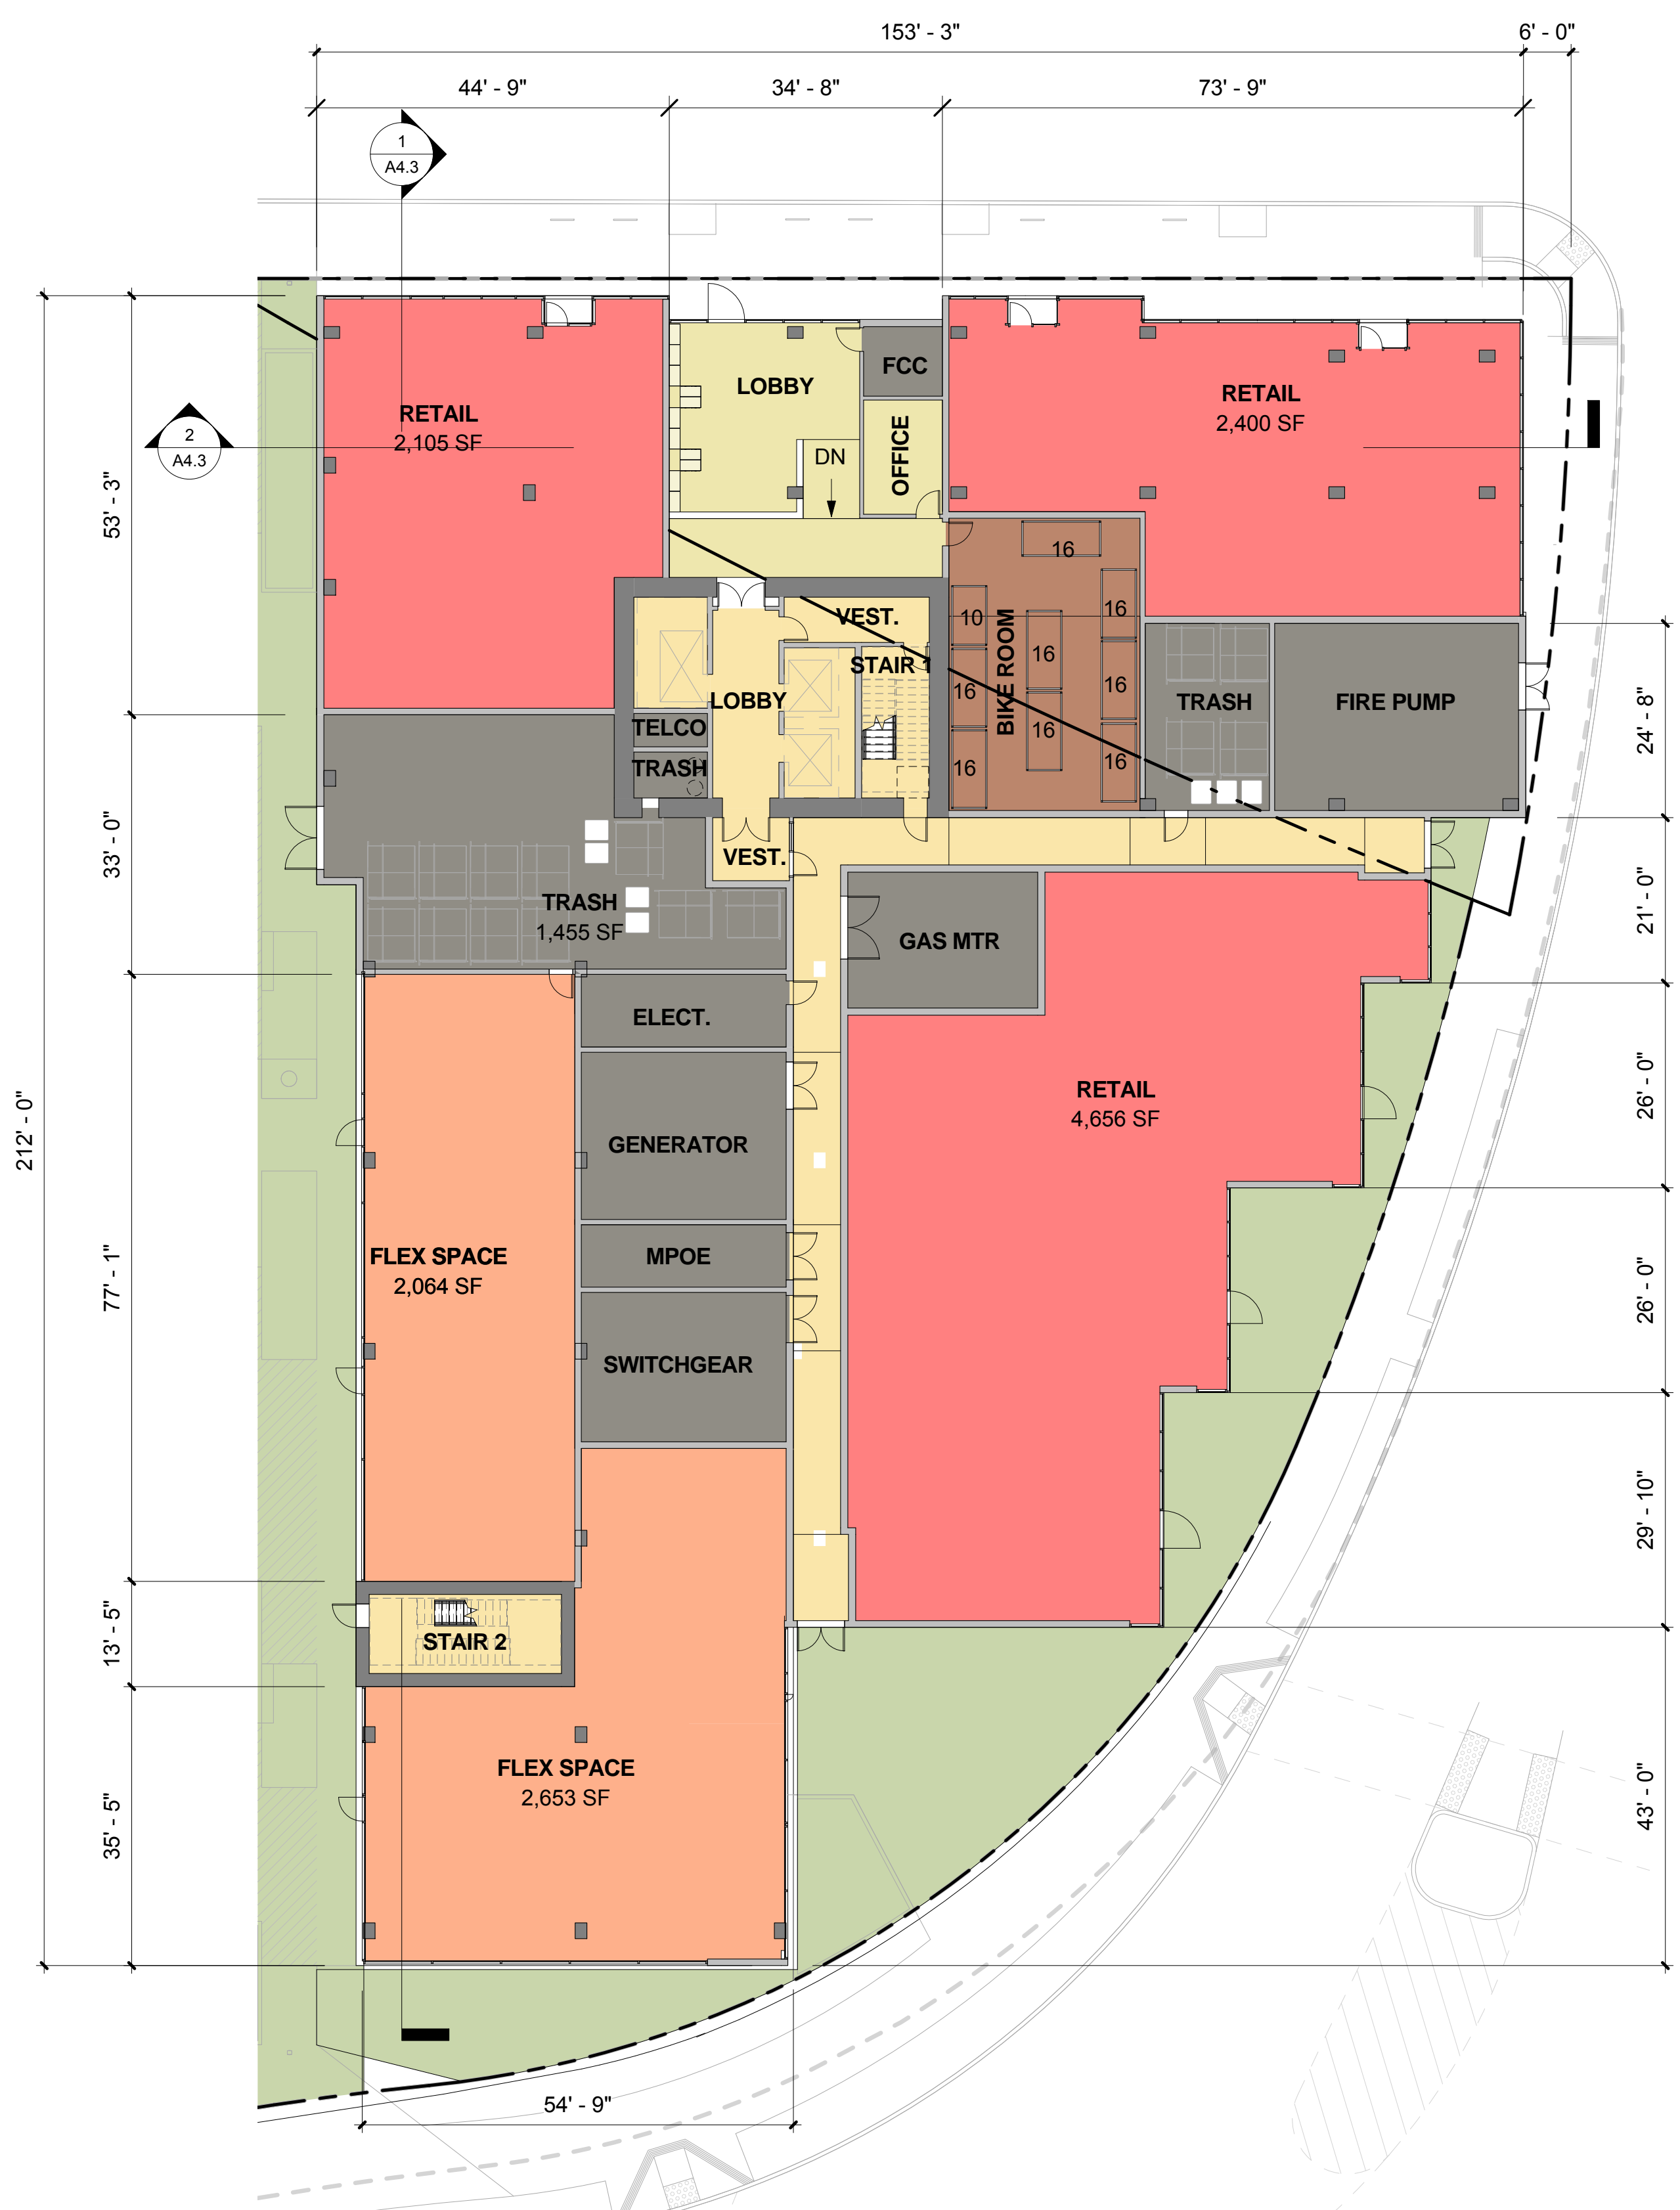 153' - 3"
6' - 0"
44' - 9"
34' - 8"
73' - 9"
1
A4.3
2
A4.3
RETAIL
2,105 SF
LOBBY
FCC
OFFICE
DN
RETAIL
2,400 SF
53' - 3"
16
10
16
16
16
16
16
16
16
BIKE ROOM
VEST.
STAIR 1
LOBBY
TELCO
TRASH
TRASH
FIRE PUMP
24' - 8"
33' - 0"
VEST.
TRASH
1,455 SF
GAS MTR
21' - 0"
ELECT.
RETAIL
4,656 SF
26' - 0"
212' - 0"
GENERATOR
FLEX SPACE
2,064 SF
MPOE
77' - 1"
26' - 0"
SWITCHGEAR
29' - 10"
13' - 5"
STAIR 2
FLEX SPACE
2,653 SF
35' - 5"
43' - 0"
54' - 9"